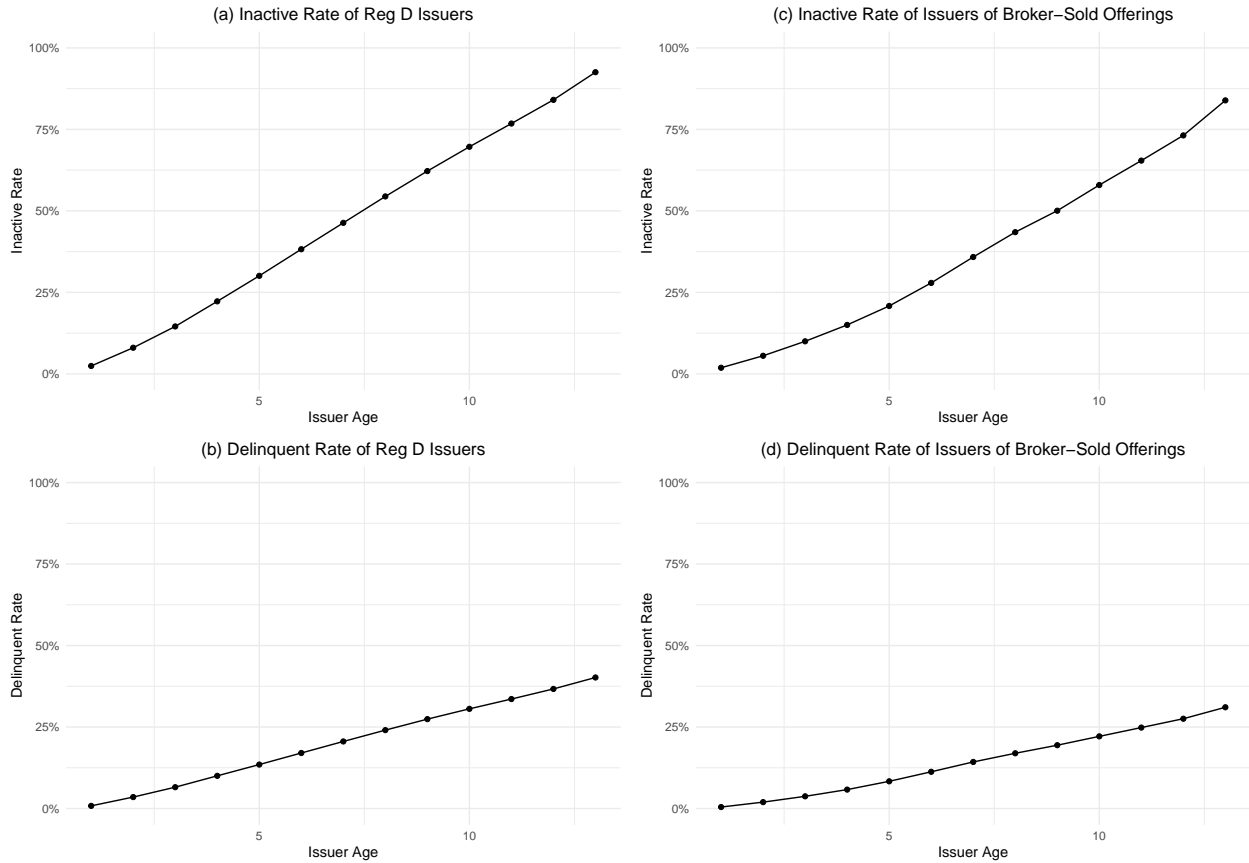 (a) Inactive Rate of Reg D Issuers
100%
75%
50%
25%
0%
Inactive Rate
5 10
Issuer Age
(c) Inactive Rate of Issuers of Broker−Sold Offerings
100%
75%
50%
25%
0%
Inactive Rate
5 10
Issuer Age
(b) Delinquent Rate of Reg D Issuers
100%
75%
50%
25%
0%
Delinquent Rate
5 10
Issuer Age
(d) Delinquent Rate of Issuers of Broker−Sold Offerings
100%
75%
50%
25%
0%
Delinquent Rate
5 10
Issuer Age